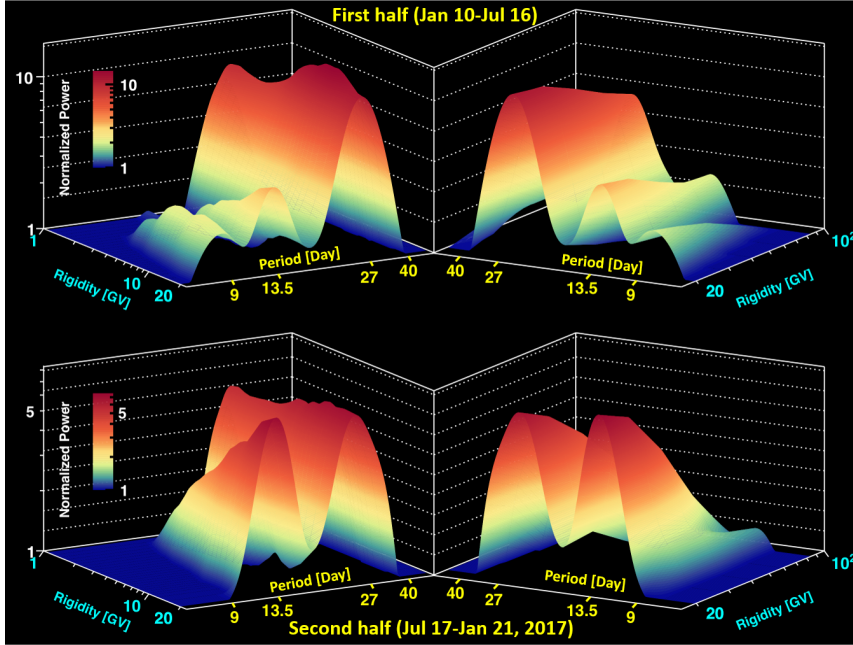 First half (Jan 10-Jul 16)
10
10
Normalized Power
1
1
1
10
20
Rigidity [GV]
9
13.5
27
40
Period [Day]
40
27
13.5
9
Period [Day]
20
10²
Rigidity [GV]
5
5
Normalized Power
1
1
1
10
20
Rigidity [GV]
9
13.5
27
40
Period [Day]
40
27
13.5
9
Period [Day]
20
10²
Rigidity [GV]
Second half (Jul 17-Jan 21, 2017)